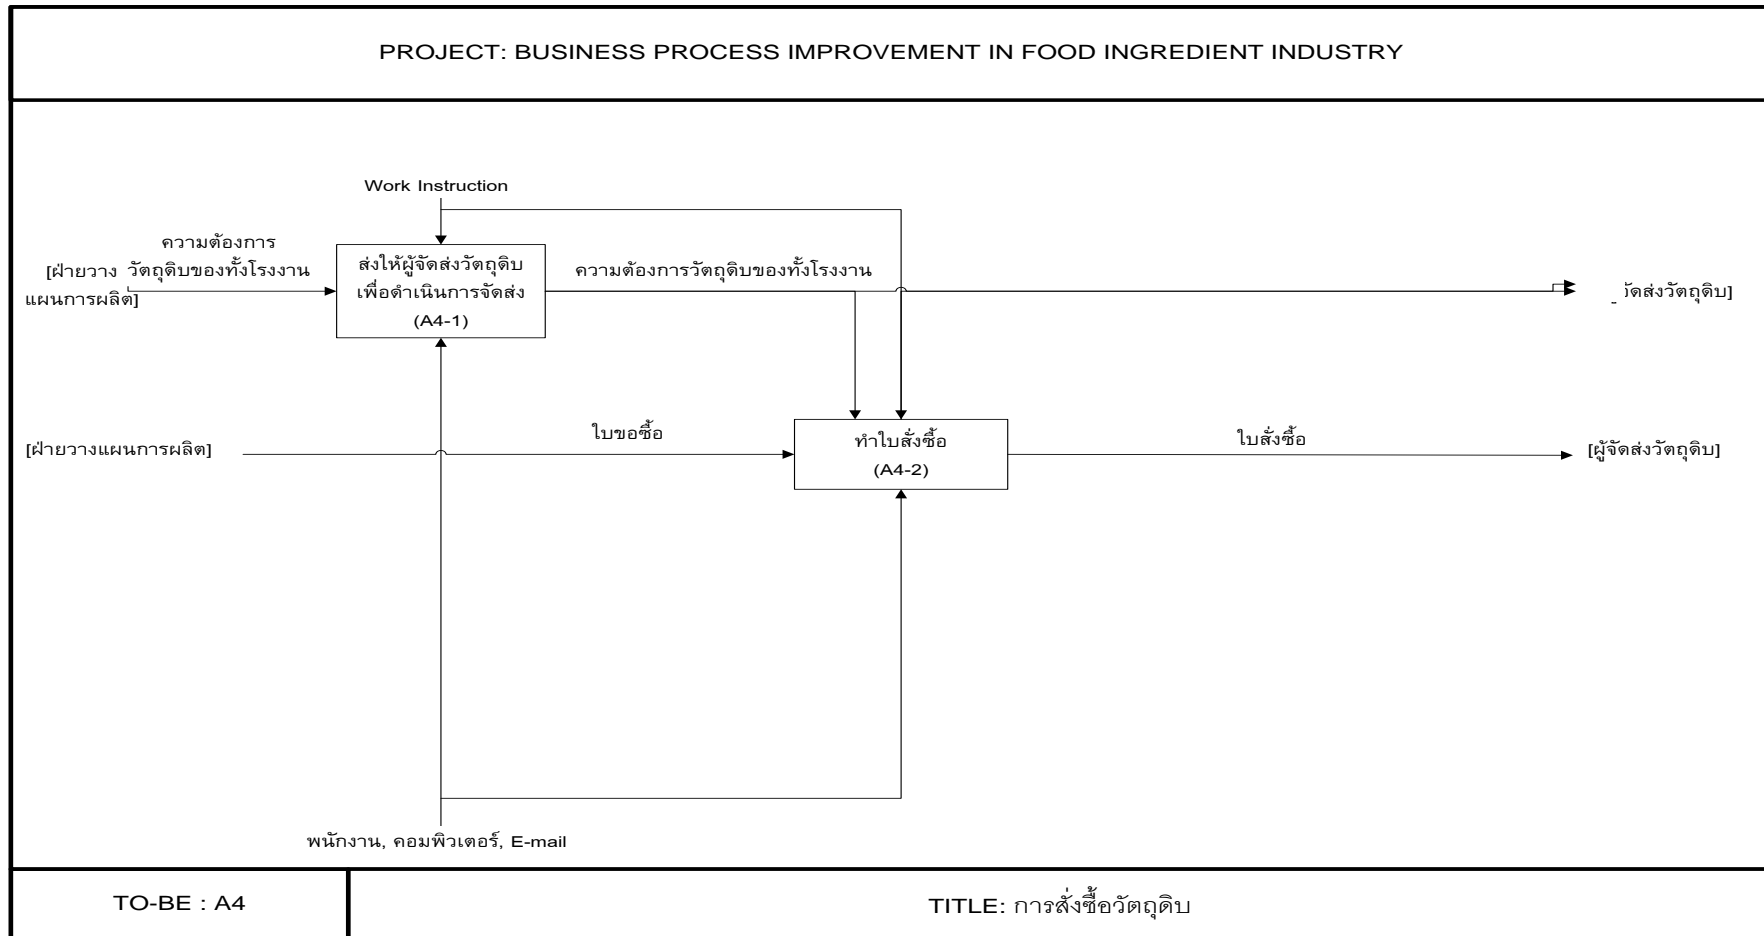 PROJECT: BUSINESS PROCESS IMPROVEMENT IN FOOD INGREDIENT INDUSTRY
Work Instruction
ความต้องการ
วัตถุดิบของทั้งโรงงาน
[ฝ่ายวาง
แผนการผลิต]
ส่งให้ผู้จัดส่งวัตถุดิบ
เพื่อดำเนินการจัดส่ง
(A4-1)
ความต้องการวัตถุดิบของทั้งโรงงาน
จัดส่งวัตถุดิบ]
[ฝ่ายวางแผนการผลิต]
ใบขอซื้อ
ทำใบสั่งซื้อ
(A4-2)
ใบสั่งซื้อ
[ผู้จัดส่งวัตถุดิบ]
พนักงาน, คอมพิวเตอร์, E-mail
TO-BE : A4
TITLE: การสั่งซื้อวัตถุดิบ